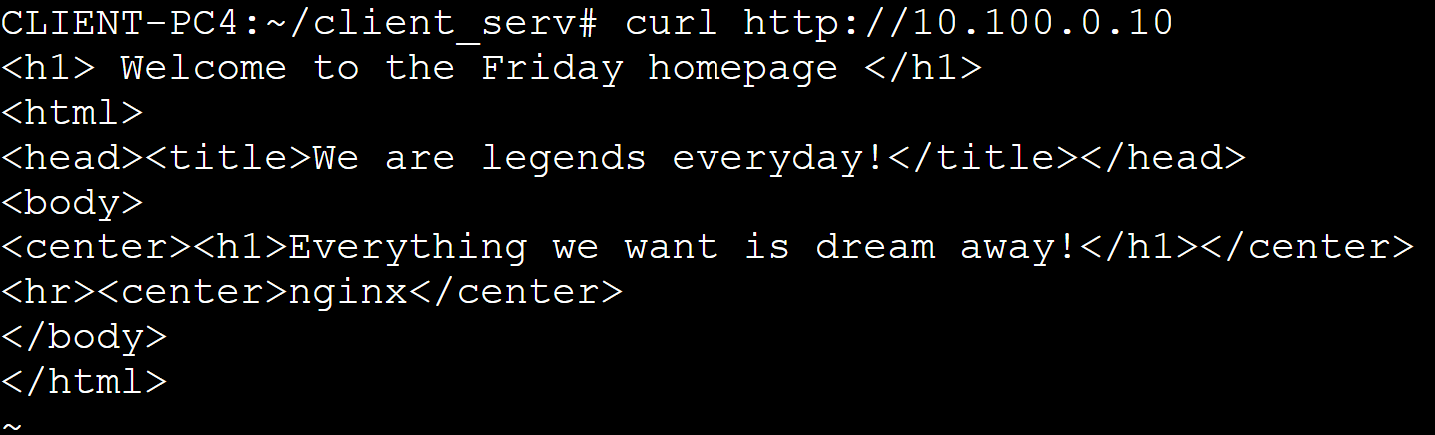 CLIENT-PC4:~/client_serv# curl http://10.100.0.10
<h1> Welcome to the Friday homepage </h1>
<html>
<head><title>We are legends everyday!</title></head>
<body>
<center><h1>Everything we want is dream away!</h1></center>
<hr><center>nginx</center>
</body>
</html>
~